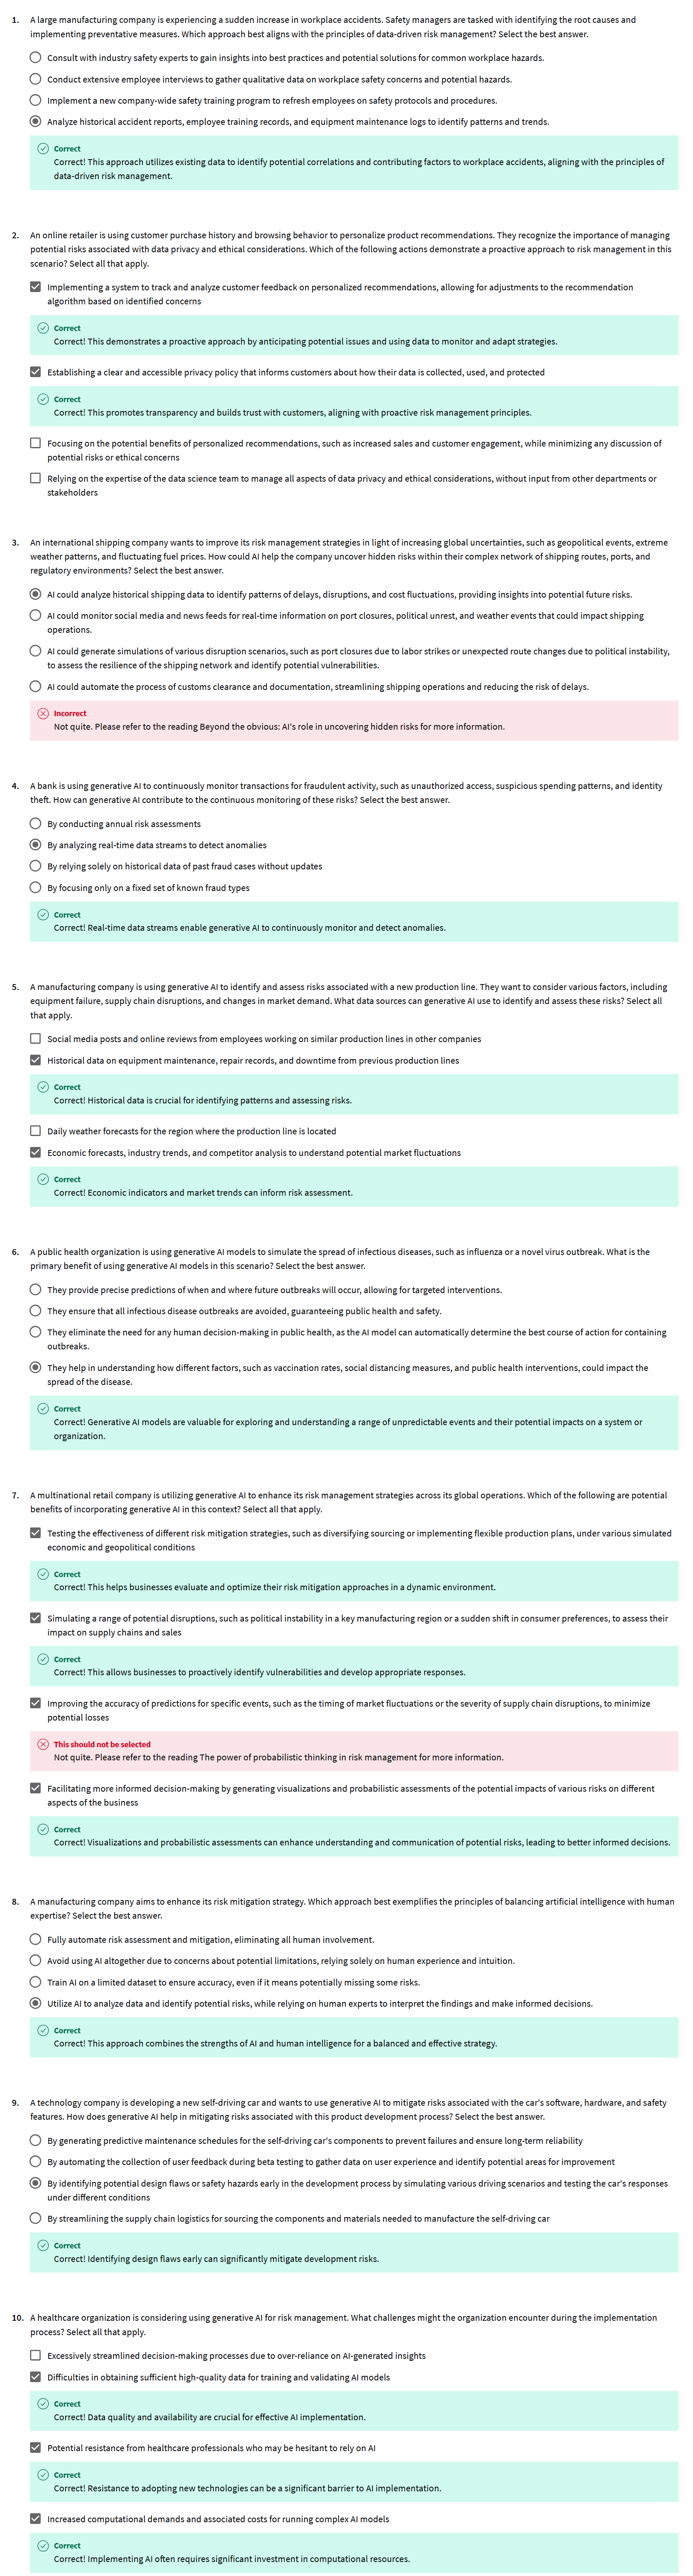 1. A large manufacturing company is experiencing a sudden increase in workplace accidents. Safety managers are tasked with identifying the root causes and
implementing preventative measures. Which approach best aligns with the principles of data-driven risk management? Select the best answer.
Consult with industry safety experts to gain insights into best practices and potential solutions for common workplace hazards.
Conduct extensive employee interviews to gather qualitative data on workplace safety concerns and potential hazards.
Implement a new company-wide safety training program to refresh employees on safety protocols and procedures.
Analyze historical accident reports, employee training records, and equipment maintenance logs to identify patterns and trends.
Correct
Correct! This approach utilizes existing data to identify potential correlations and contributing factors to workplace accidents, aligning with the principles of
data-driven risk management.
2. An online retailer is using customer purchase history and browsing behavior to personalize product recommendations. They recognize the importance of managing
potential risks associated with data privacy and ethical considerations. Which of the following actions demonstrate a proactive approach to risk management in this
scenario? Select all that apply.
Implementing a system to track and analyze customer feedback on personalized recommendations, allowing for adjustments to the recommendation
algorithm based on identified concerns
Correct
Correct! This demonstrates a proactive approach by anticipating potential issues and using data to monitor and adapt strategies.
Establishing a clear and accessible privacy policy that informs customers about how their data is collected, used, and protected
Correct
Correct! This promotes transparency and builds trust with customers, aligning with proactive risk management principles.
Focusing on the potential benefits of personalized recommendations, such as increased sales and customer engagement, while minimizing any discussion of
potential risks or ethical concerns
Relying on the expertise of the data science team to manage all aspects of data privacy and ethical considerations, without input from other departments or
stakeholders
3. An international shipping company wants to improve its risk management strategies in light of increasing global uncertainties, such as geopolitical events, extreme
weather patterns, and fluctuating fuel prices. How could AI help the company uncover hidden risks within their complex network of shipping routes, ports, and
regulatory environments? Select the best answer.
AI could analyze historical shipping data to identify patterns of delays, disruptions, and cost fluctuations, providing insights into potential future risks.
AI could monitor social media and news feeds for real-time information on port closures, political unrest, and weather events that could impact shipping
operations.
AI could generate simulations of various disruption scenarios, such as port closures due to labor strikes or unexpected route changes due to political instability,
to assess the resilience of the shipping network and identify potential vulnerabilities.
AI could automate the process of customs clearance and documentation, streamlining shipping operations and reducing the risk of delays.
Incorrect
Not quite. Please refer to the reading Beyond the obvious: AI's role in uncovering hidden risks for more information.
4. A bank is using generative AI to continuously monitor transactions for fraudulent activity, such as unauthorized access, suspicious spending patterns, and identity
theft. How can generative AI contribute to the continuous monitoring of these risks? Select the best answer.
By conducting annual risk assessments
By analyzing real-time data streams to detect anomalies
By relying solely on historical data of past fraud cases without updates
By focusing only on a fixed set of known fraud types
Correct
Correct! Real-time data streams enable generative AI to continuously monitor and detect anomalies.
5. A manufacturing company is using generative AI to identify and assess risks associated with a new production line. They want to consider various factors, including
equipment failure, supply chain disruptions, and changes in market demand. What data sources can generative AI use to identify and assess these risks? Select all
that apply.
Social media posts and online reviews from employees working on similar production lines in other companies
Historical data on equipment maintenance, repair records, and downtime from previous production lines
Correct
Correct! Historical data is crucial for identifying patterns and assessing risks.
Daily weather forecasts for the region where the production line is located
Economic forecasts, industry trends, and competitor analysis to understand potential market fluctuations
Correct
Correct! Economic indicators and market trends can inform risk assessment.
6. A public health organization is using generative AI models to simulate the spread of infectious diseases, such as influenza or a novel virus outbreak. What is the
primary benefit of using generative AI models in this scenario? Select the best answer.
They provide precise predictions of when and where future outbreaks will occur, allowing for targeted interventions.
They ensure that all infectious disease outbreaks are avoided, guaranteeing public health and safety.
They eliminate the need for any human decision-making in public health, as the AI model can automatically determine the best course of action for containing
outbreaks.
They help in understanding how different factors, such as vaccination rates, social distancing measures, and public health interventions, could impact the
spread of the disease.
Correct
Correct! Generative AI models are valuable for exploring and understanding a range of unpredictable events and their potential impacts on a system or
organization.
7. A multinational retail company is utilizing generative AI to enhance its risk management strategies across its global operations. Which of the following are potential
benefits of incorporating generative AI in this context? Select all that apply.
Testing the effectiveness of different risk mitigation strategies, such as diversifying sourcing or implementing flexible production plans, under various simulated
economic and geopolitical conditions
Correct
Correct! This helps businesses evaluate and optimize their risk mitigation approaches in a dynamic environment.
Simulating a range of potential disruptions, such as political instability in a key manufacturing region or a sudden shift in consumer preferences, to assess their
impact on supply chains and sales
Correct
Correct! This allows businesses to proactively identify vulnerabilities and develop appropriate responses.
Improving the accuracy of predictions for specific events, such as the timing of market fluctuations or the severity of supply chain disruptions, to minimize
potential losses
This should not be selected
Not quite. Please refer to the reading The power of probabilistic thinking in risk management for more information.
Facilitating more informed decision-making by generating visualizations and probabilistic assessments of the potential impacts of various risks on different
aspects of the business
Correct
Correct! Visualizations and probabilistic assessments can enhance understanding and communication of potential risks, leading to better informed decisions.
8. A manufacturing company aims to enhance its risk mitigation strategy. Which approach best exemplifies the principles of balancing artificial intelligence with human
expertise? Select the best answer.
Fully automate risk assessment and mitigation, eliminating all human involvement.
Avoid using AI altogether due to concerns about potential limitations, relying solely on human experience and intuition.
Train AI on a limited dataset to ensure accuracy, even if it means potentially missing some risks.
Utilize AI to analyze data and identify potential risks, while relying on human experts to interpret the findings and make informed decisions.
Correct
Correct! This approach combines the strengths of AI and human intelligence for a balanced and effective strategy.
9. A technology company is developing a new self-driving car and wants to use generative AI to mitigate risks associated with the car's software, hardware, and safety
features. How does generative AI help in mitigating risks associated with this product development process? Select the best answer.
By generating predictive maintenance schedules for the self-driving car's components to prevent failures and ensure long-term reliability
By automating the collection of user feedback during beta testing to gather data on user experience and identify potential areas for improvement
By identifying potential design flaws or safety hazards early in the development process by simulating various driving scenarios and testing the car's responses
under different conditions
By streamlining the supply chain logistics for sourcing the components and materials needed to manufacture the self-driving car
Correct
Correct! Identifying design flaws early can significantly mitigate development risks.
10. A healthcare organization is considering using generative AI for risk management. What challenges might the organization encounter during the implementation
process? Select all that apply.
Excessively streamlined decision-making processes due to over-reliance on AI-generated insights
Difficulties in obtaining sufficient high-quality data for training and validating AI models
Correct
Correct! Data quality and availability are crucial for effective AI implementation.
Potential resistance from healthcare professionals who may be hesitant to rely on AI
Correct
Correct! Resistance to adopting new technologies can be a significant barrier to AI implementation.
Increased computational demands and associated costs for running complex AI models
Correct
Correct! Implementing AI often requires significant investment in computational resources.